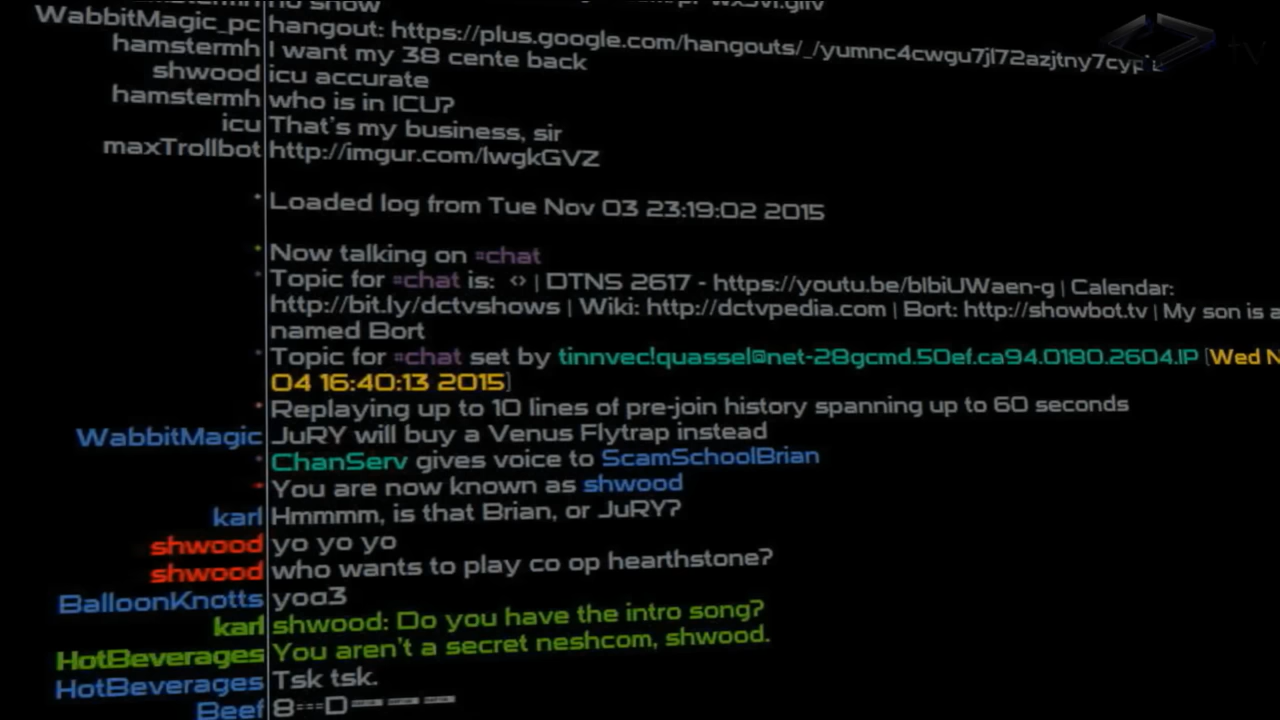 no show
WabbitMagic_pc hangout: https://plus.google.com/hangouts/_/yumnc4cwgu7jl72azjtny7cyp
hamstermh I want my 38 cente back
shwood icu accurate
hamstermh who is in ICU?
icu That's my business, sir
maxTrollbot http://imgur.com/lwgkGVZ
* Loaded log from Tue Nov 03 23:19:02 2015
* Now talking on #chat
* Topic for #chat is: <> | DTNS 2617 - https://youtu.be/bIbiUWaen-g | Calendar:
http://bit.ly/dctvshows | Wiki: http://dctvpedia.com | Bort: http://showbot.tv | My son is a
named Bort
* Topic for #chat set by tinnvec!quassel@net-28gcmd.50ef.ca94.0180.2604.IP [Wed N
04 16:40:13 2015]
* Replaying up to 10 lines of pre-join history spanning up to 60 seconds
WabbitMagic JuRY will buy a Venus Flytrap instead
* ChanServ gives voice to ScamSchoolBrian
* You are now known as shwood
karl Hmmmm, is that Brian, or JuRY?
shwood yo yo yo
shwood who wants to play co op hearthstone?
BalloonKnotts yoa3
karl shwood: Do you have the intro song?
HotBeverages You aren't a secret neshcom, shwood.
HotBeverages Tsk tsk.
Beef 8===D
tv